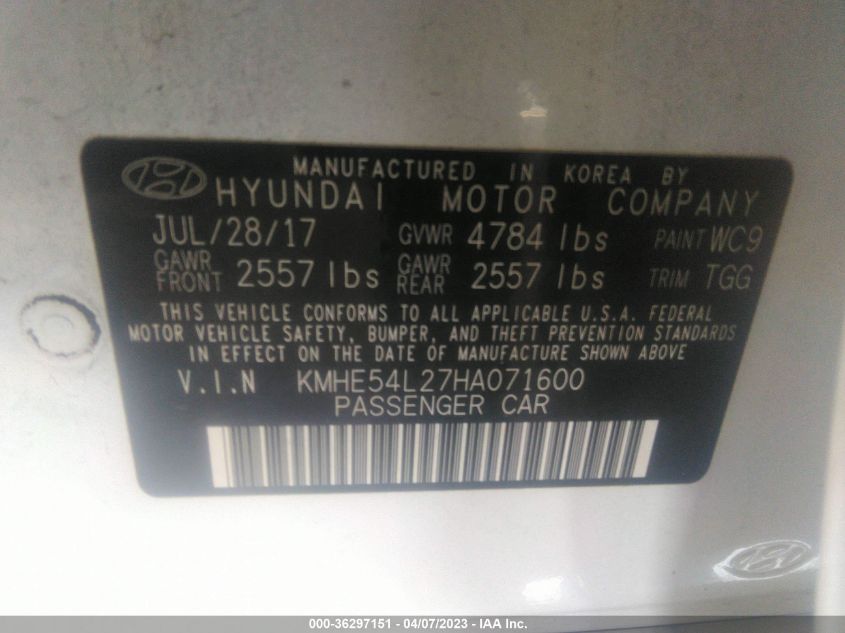 MANUFACTURED IN KOREA BY
HYUNDAI MOTOR COMPANY
JUL/28/17 GVWR 4784 lbs PAINT WC9
GAWR FRONT 2557 lbs GAWR REAR 2557 lbs TRIM TGG
THIS VEHICLE CONFORMS TO ALL APPLICABLE U.S.A. FEDERAL
MOTOR VEHICLE SAFETY, BUMPER, AND THEFT PREVENTION STANDARDS
IN EFFECT ON THE DATE OF MANUFACTURE SHOWN ABOVE
V.I.N KMHE54L27HA071600
PASSENGER CAR
000-36297151 - 04/07/2023 - IAA Inc.